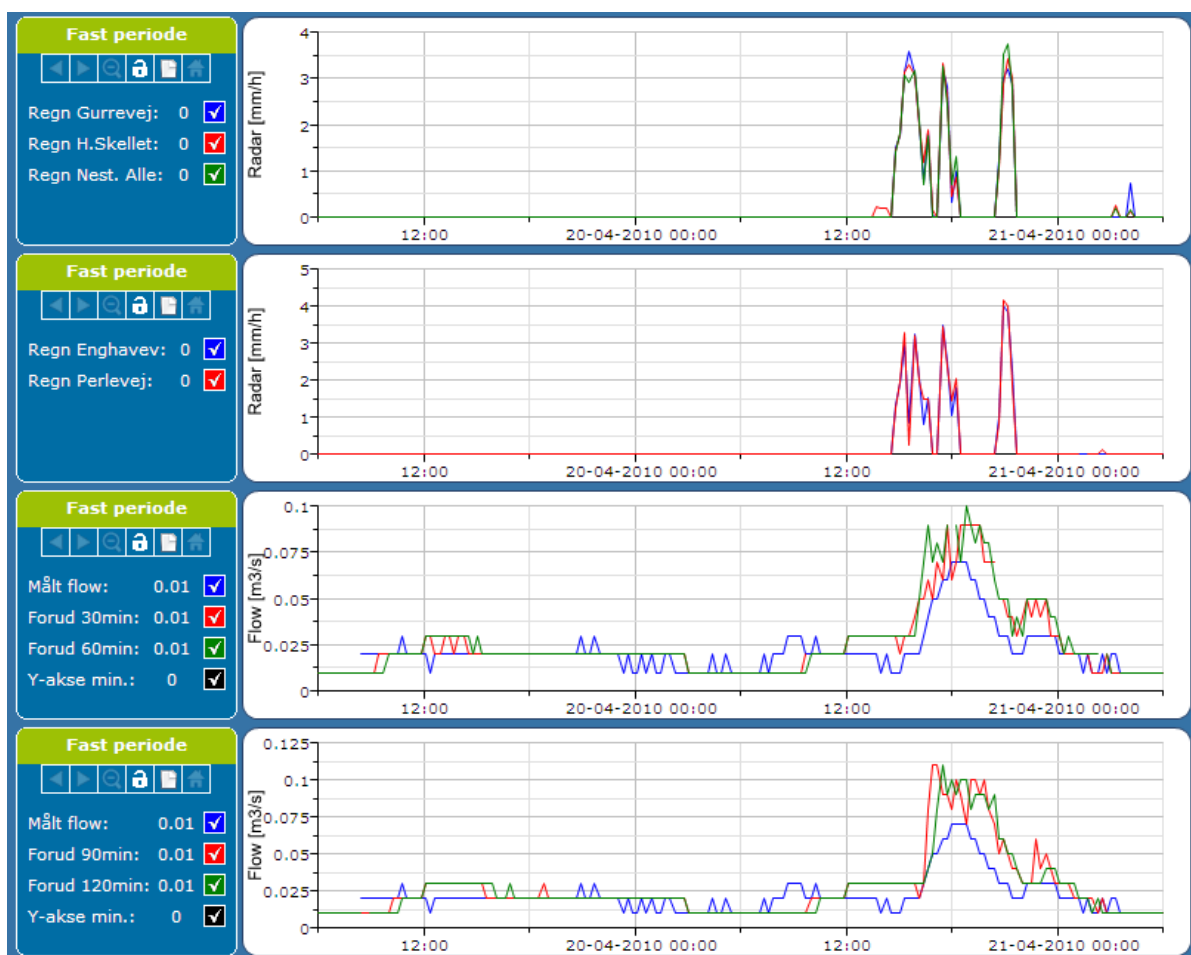 Fast periode
Regn Gurrevej: 0
Regn H.Skellet: 0
Regn Nest. Alle: 0
Radar [mm/h]
4
3
2
1
0
12:00 20-04-2010 00:00 12:00 21-04-2010 00:00
Fast periode
Regn Enghavev: 0
Regn Perlevej: 0
Radar [mm/h]
5
4
3
2
1
0
12:00 20-04-2010 00:00 12:00 21-04-2010 00:00
Fast periode
Målt flow: 0.01
Forud 30min: 0.01
Forud 60min: 0.01
Y-akse min.: 0
Flow [m3/s]
0.1
0.075
0.05
0.025
0
12:00 20-04-2010 00:00 12:00 21-04-2010 00:00
Fast periode
Målt flow: 0.01
Forud 90min: 0.01
Forud 120min: 0.01
Y-akse min.: 0
Flow [m3/s]
0.125
0.1
0.075
0.05
0.025
0
12:00 20-04-2010 00:00 12:00 21-04-2010 00:00